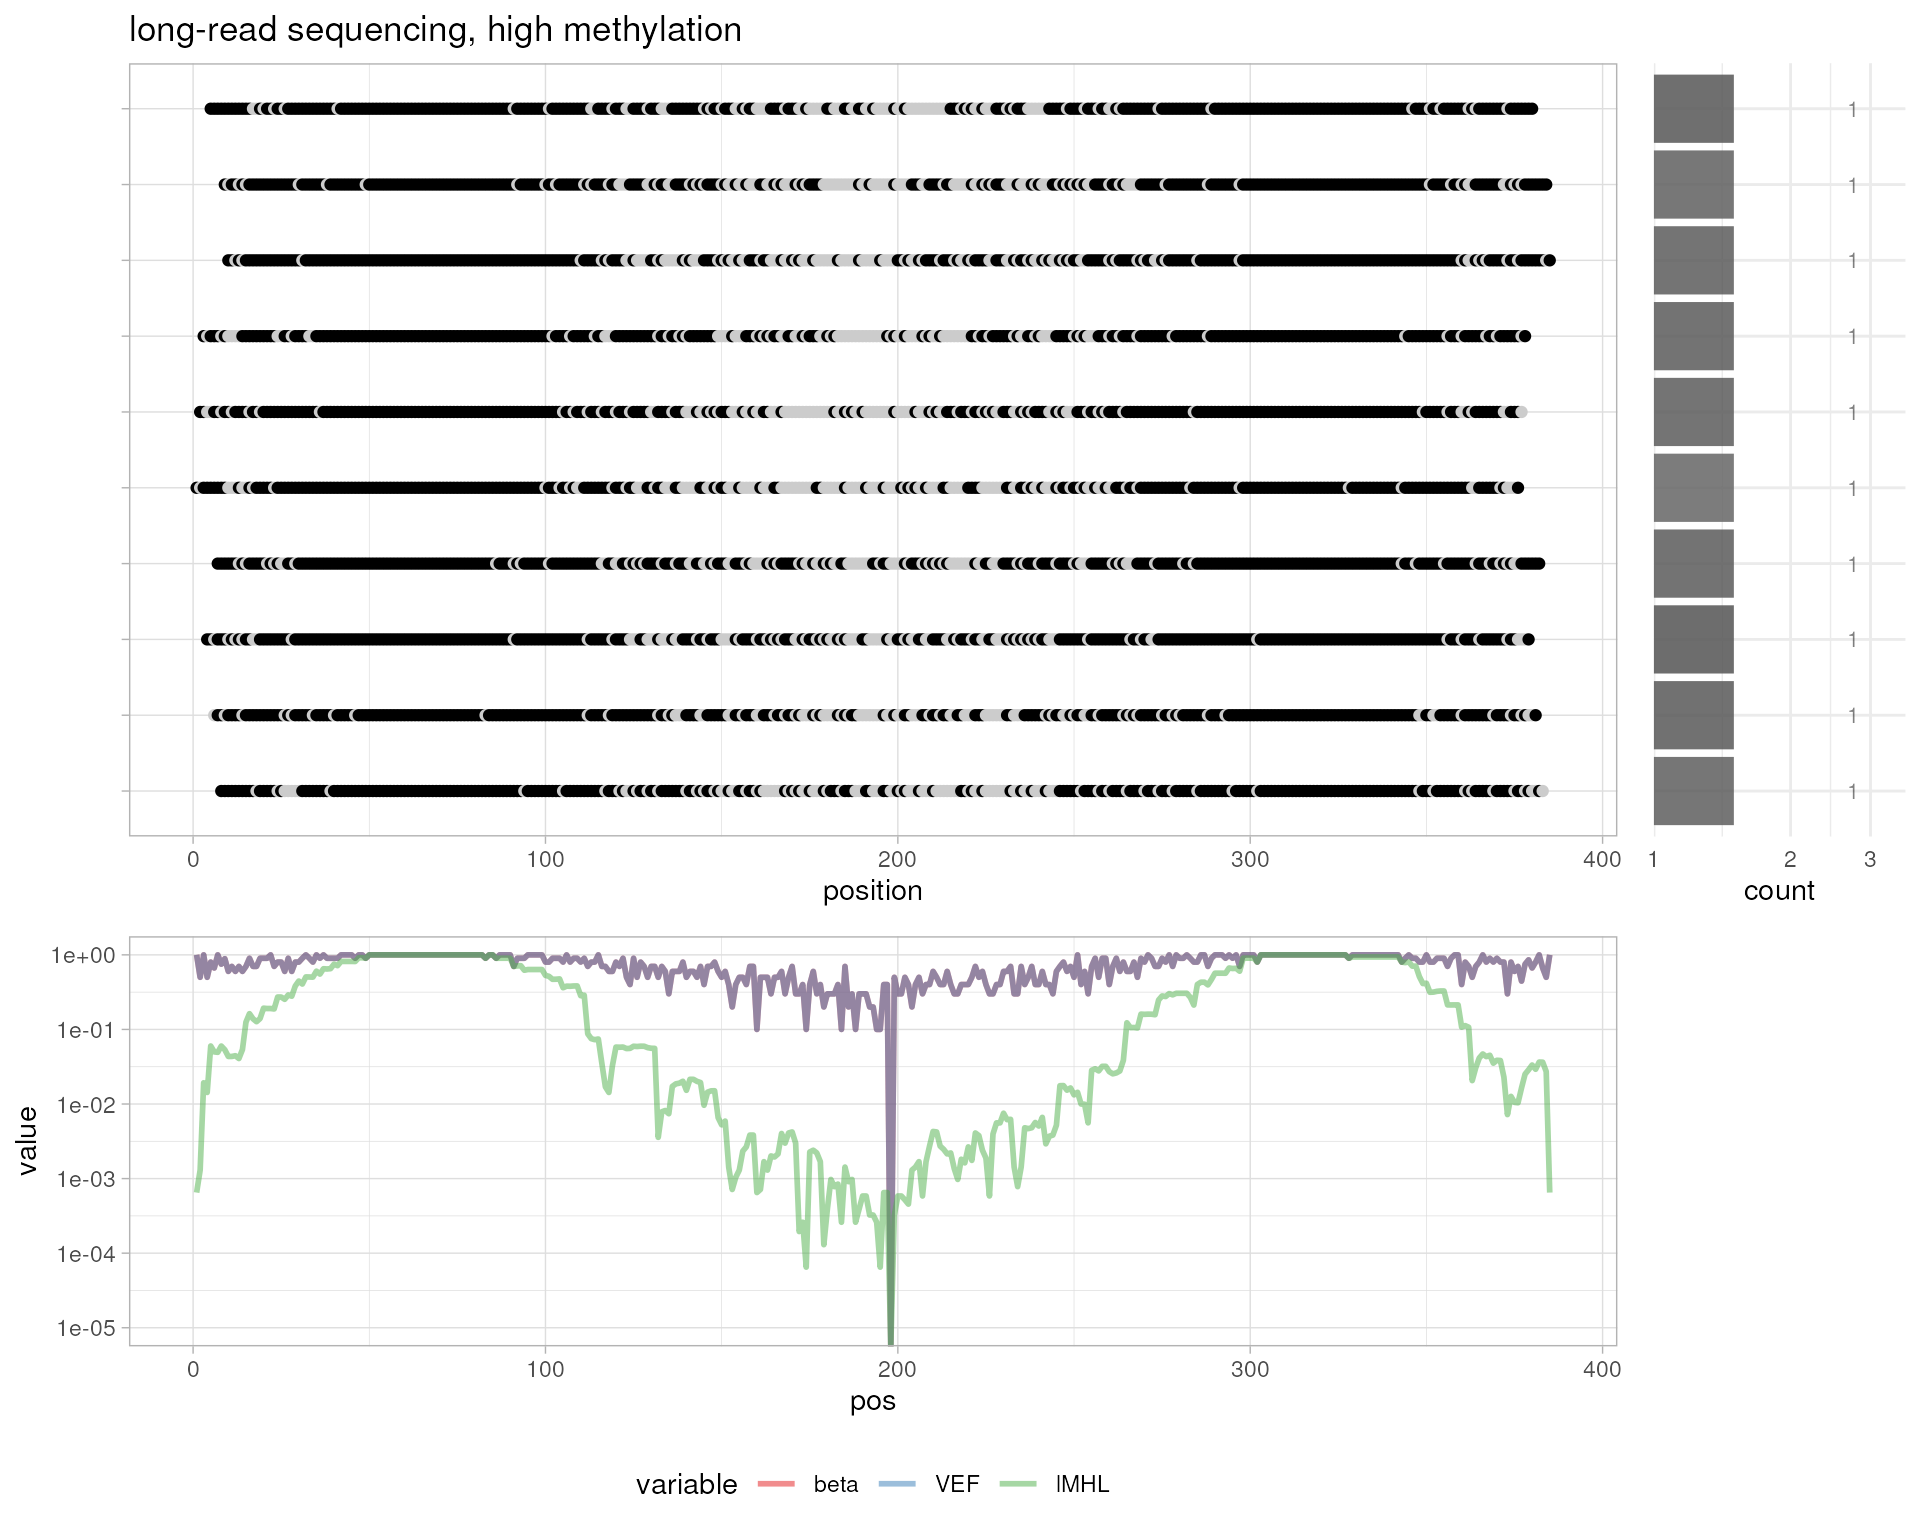 long-read sequencing, high methylation
1
1
1
1
1
1
1
1
1
1
0 100 200 300 400
position
1 2 3
count
1e+00
1e-01
1e-02
1e-03
1e-04
1e-05
value
0 100 200 300 400
pos
variable beta VEF lMHL